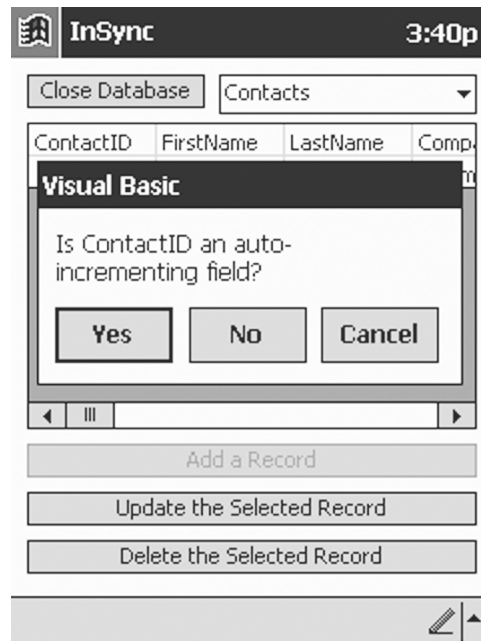 InSync 3:40p
Close Database Contacts
ContactID FirstName LastName
Visual Basic
Is ContactID an auto-
incrementing field?
Yes No Cancel
Add a Record
Update the Selected Record
Delete the Selected Record